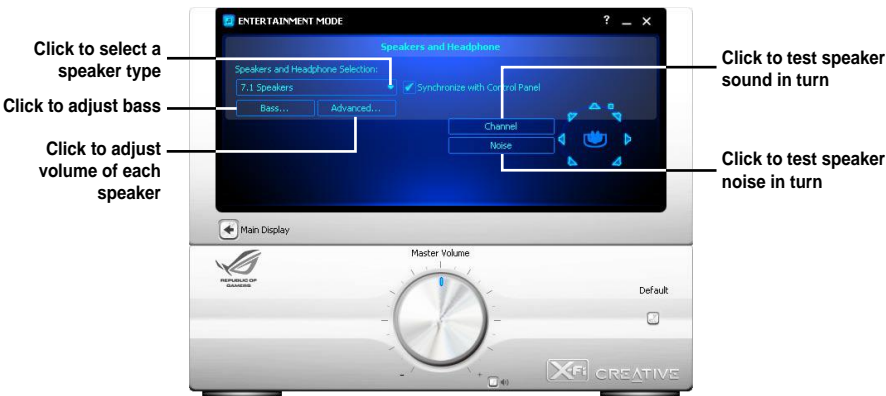 ENTERTAINMENT MODE
? _ X
Speakers and Headphone
Speakers and Headphone Selection:
7.1 Speakers
Synchronize with Control Panel
Bass...
Advanced...
Channel
Noise
Click to select a
speaker type
Click to adjust bass
Click to adjust
volume of each
speaker
Click to test speaker
sound in turn
Click to test speaker
noise in turn
Main Display
REPUBLIC OF
GAMERS
Master Volume
- +
Default
X-Fi CREATIVE